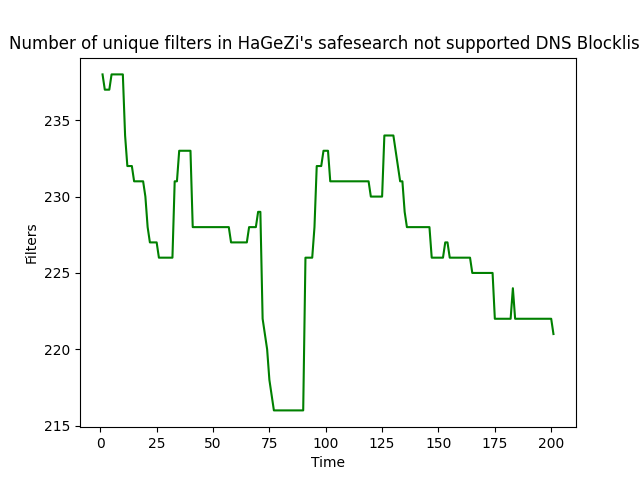 Number of unique filters in HaGeZi's safesearch not supported DNS Blocklis
235
230
225
220
215
Filters
0 25 50 75 100 125 150 175 200
Time